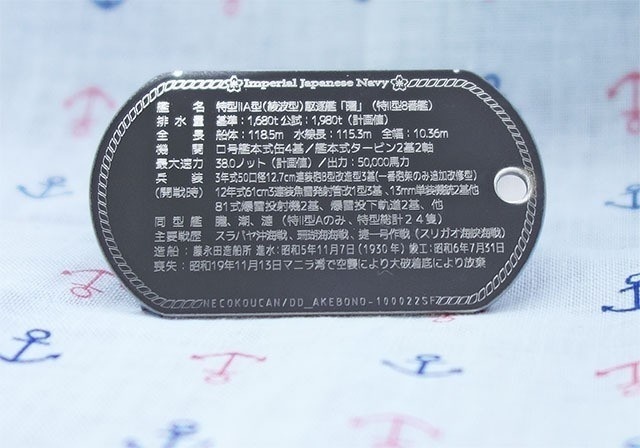 Imperial Japanese Navy
艦　名　特型ⅡA型(綾波型) 駆逐艦「曙」（特Ⅱ型8番艦）
排 水 量　基準：1,680t 公試：1,980t（計画値）
全　長　船体：118.5m　水線長：115.3m　全幅：10.36m
機　関　ロ号艦本式缶4基／艦本式タービン2基2軸
最大速力　38.0ノット（計画値）／出力：50,000馬力
兵　装　3年式50口径12.7cm連装砲B型改造型3基(一番砲架のみ追加改修型)
(開戦時)　12年式61cm3連装魚雷発射管改1型3基、13mm単装機銃2基他
81式爆雷投射機2基、爆雷投下軌道2基、他
同 型 艦　朧、潮、漣（特Ⅱ型Aのみ、特型総計２４隻）
主要戦歴　スラバヤ沖海戦、珊瑚海海戦、捷一号作戦（スリガオ海峡海戦）
造船：藤永田造船所 進水：昭和5年11月7日（1930年）竣工：昭和6年7月31日
喪失：昭和19年11月13日マニラ湾で空襲により大破着底により放棄
NECOKOUCAN/DD_AKEBONO-100022SF